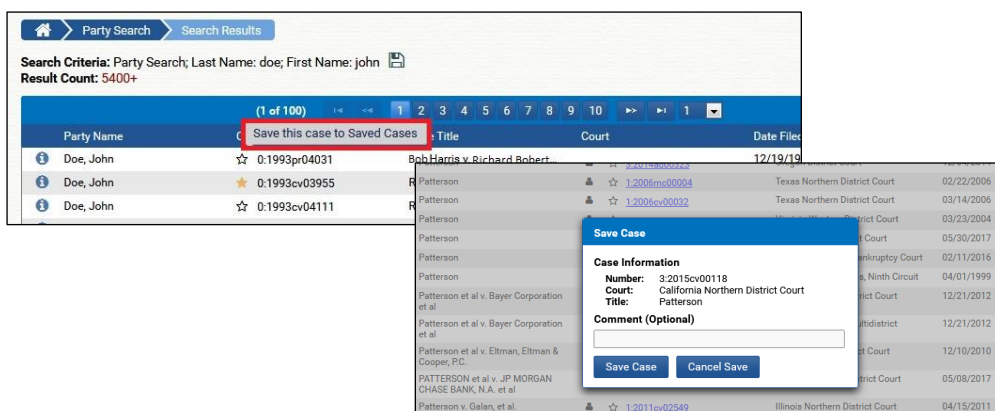 Party Search Search Results
Search Criteria: Party Search; Last Name: doe; First Name: john
Result Count: 5400+
(1 of 100) 1 2 3 4 5 6 7 8 9 10 1
Save this case to Saved Cases
Party Name C Title Court Date Filed
Doe, John 0:1993pr04031 Bob Harris v. Richard Bobert... 12/19/19
Doe, John 0:1993cv03955 R
Doe, John 0:1993cv04111 R
Patterson 1:2006mc00004 Texas Northern District Court 02/22/2006
Patterson 1:2006cv00032 Texas Northern District Court 03/14/2006
Patterson District Court 03/23/2004
Patterson t Court 05/30/2017
Patterson ankruptcy Court 02/11/2016
Patterson s, Ninth Circuit 04/01/1999
Patterson et al v. Bayer Corporation
et al
rict Court 12/21/2012
Patterson et al v. Bayer Corporation
et al
ultidistrict 12/21/2012
Patterson et al v. Eltman, Eltman &
Cooper, P.C.
ct Court 12/10/2010
PATTERSON et al v. JP MORGAN
CHASE BANK, N.A. et al
trict Court 05/08/2017
Patterson v. Galan, et al. 1:2011cv02549 Illinois Northern District Court 04/15/2011
Save Case
Case Information
Number: 3:2015cv00118
Court: California Northern District Court
Title: Patterson
Comment (Optional)
Save Case Cancel Save